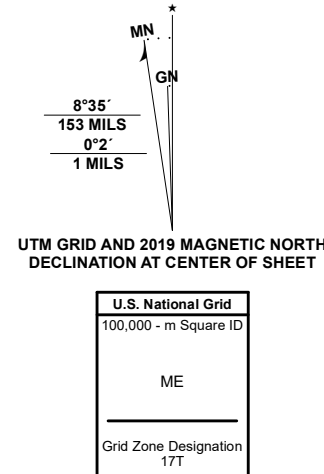 ★
MN
GN
8°35´
153 MILS
0°2´
1 MILS
UTM GRID AND 2019 MAGNETIC NORTH
DECLINATION AT CENTER OF SHEET
U.S. National Grid
100,000 - m Square ID
ME
Grid Zone Designation
17T